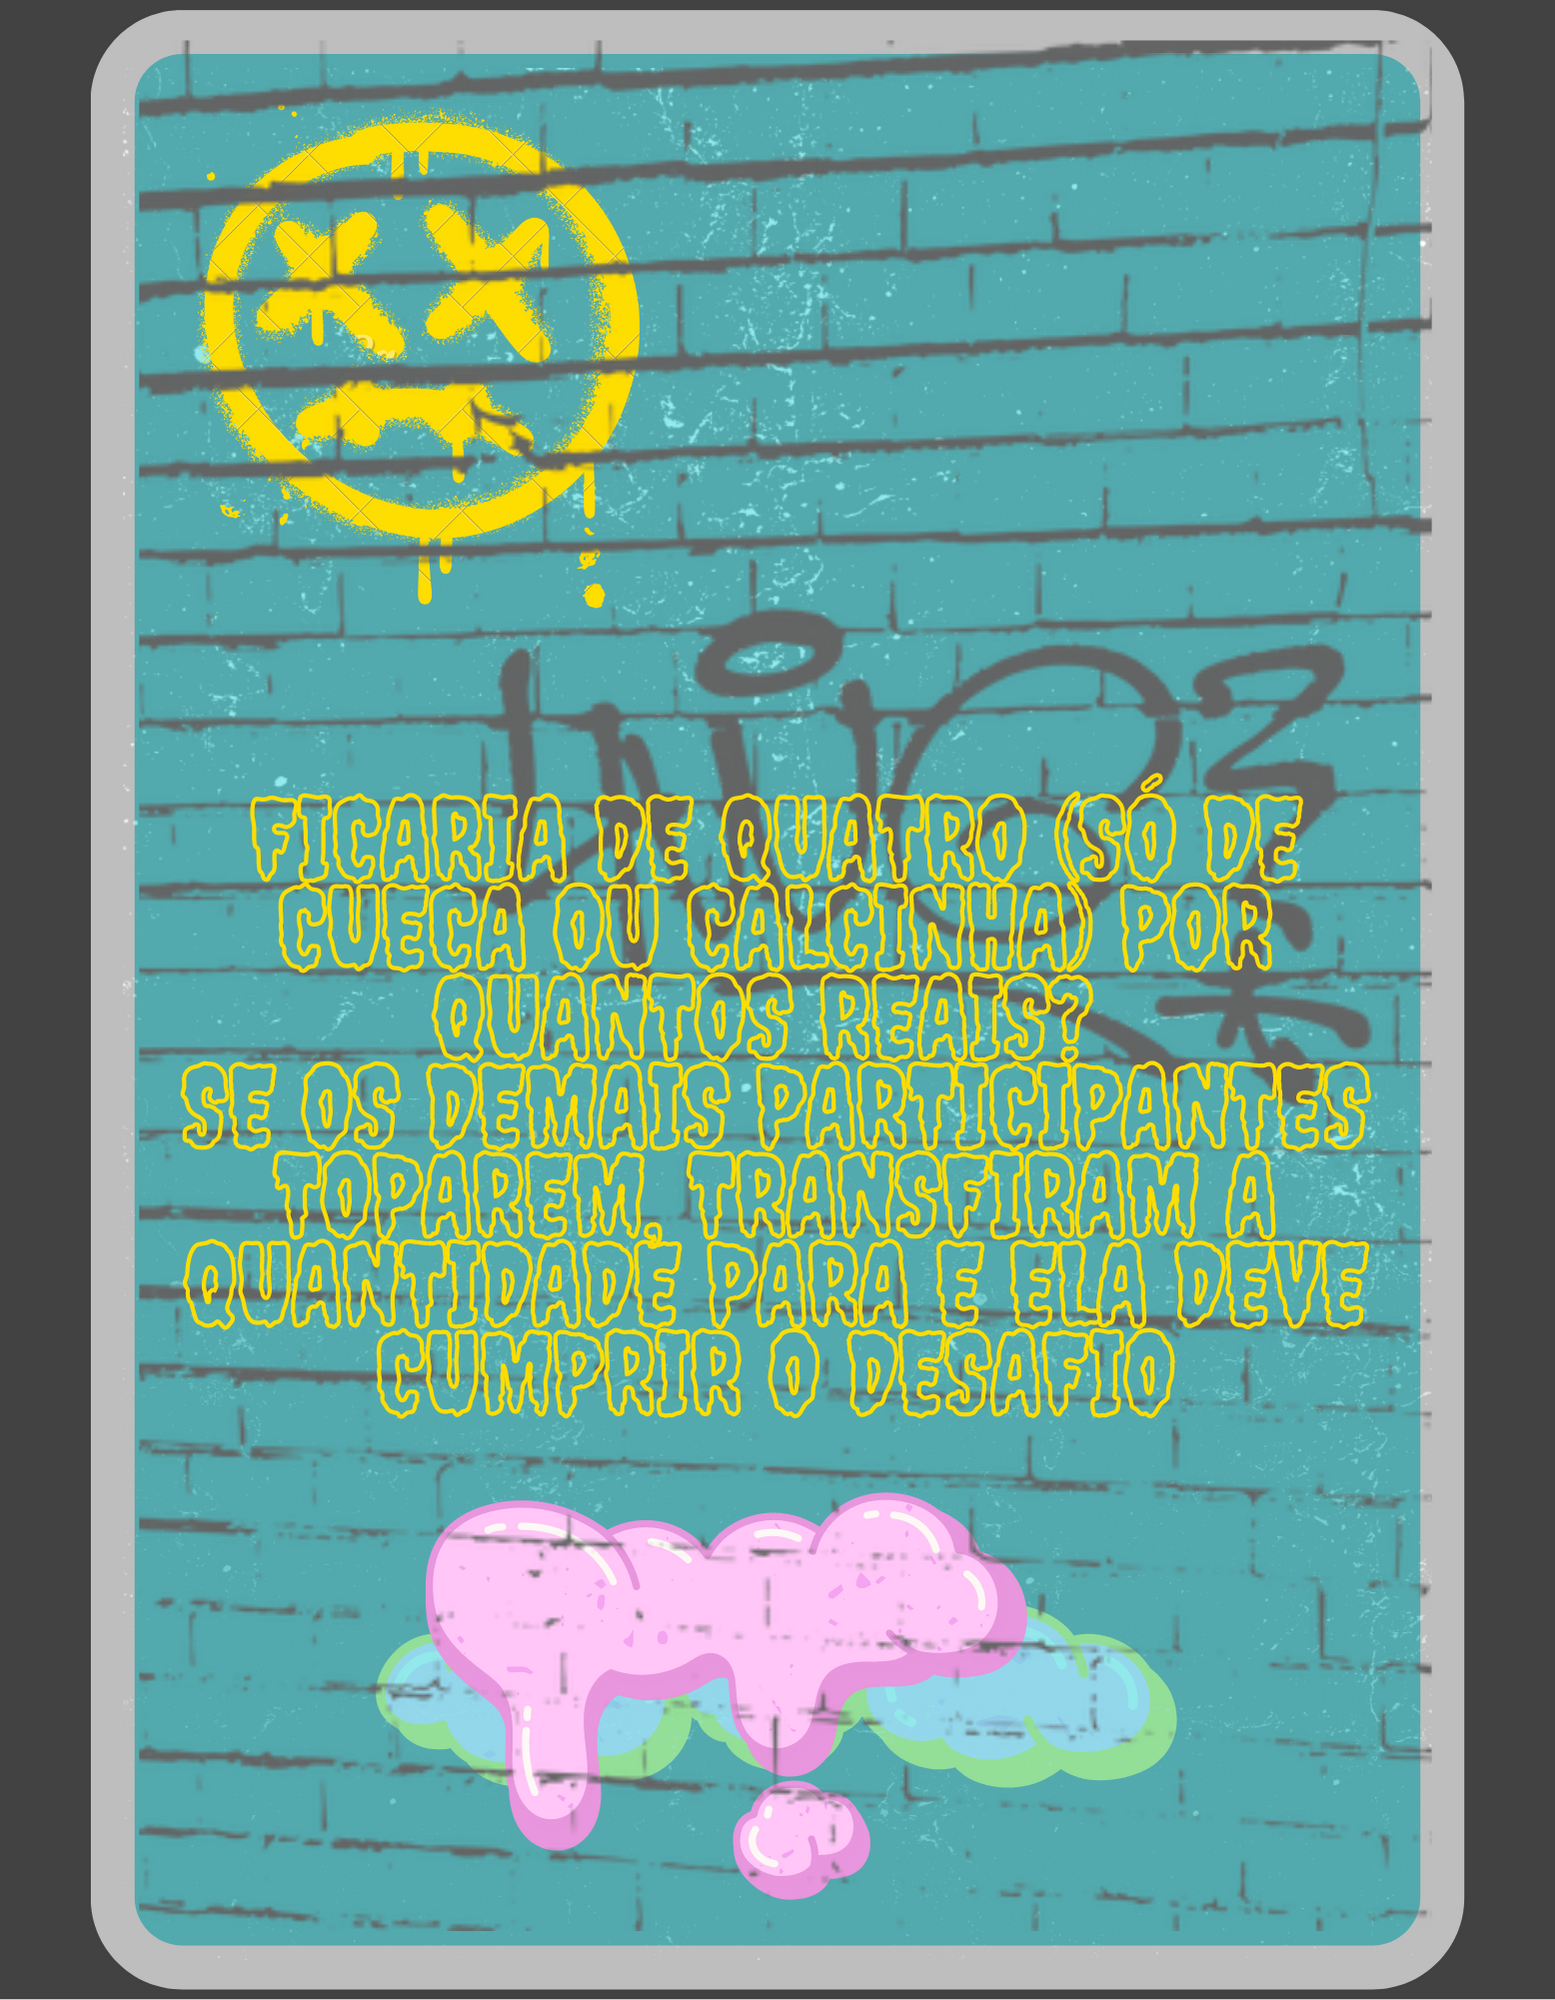 FICARIA DE QUATRO (SÓ DE
CUECA OU CALCINHA) POR
QUANTOS REAIS?
SE OS DEMAIS PARTICIPANTES
TOPAREM, TRANSFIRAM A
QUANTIDADE PARA E ELA DEVE
CUMPRIR O DESAFIO